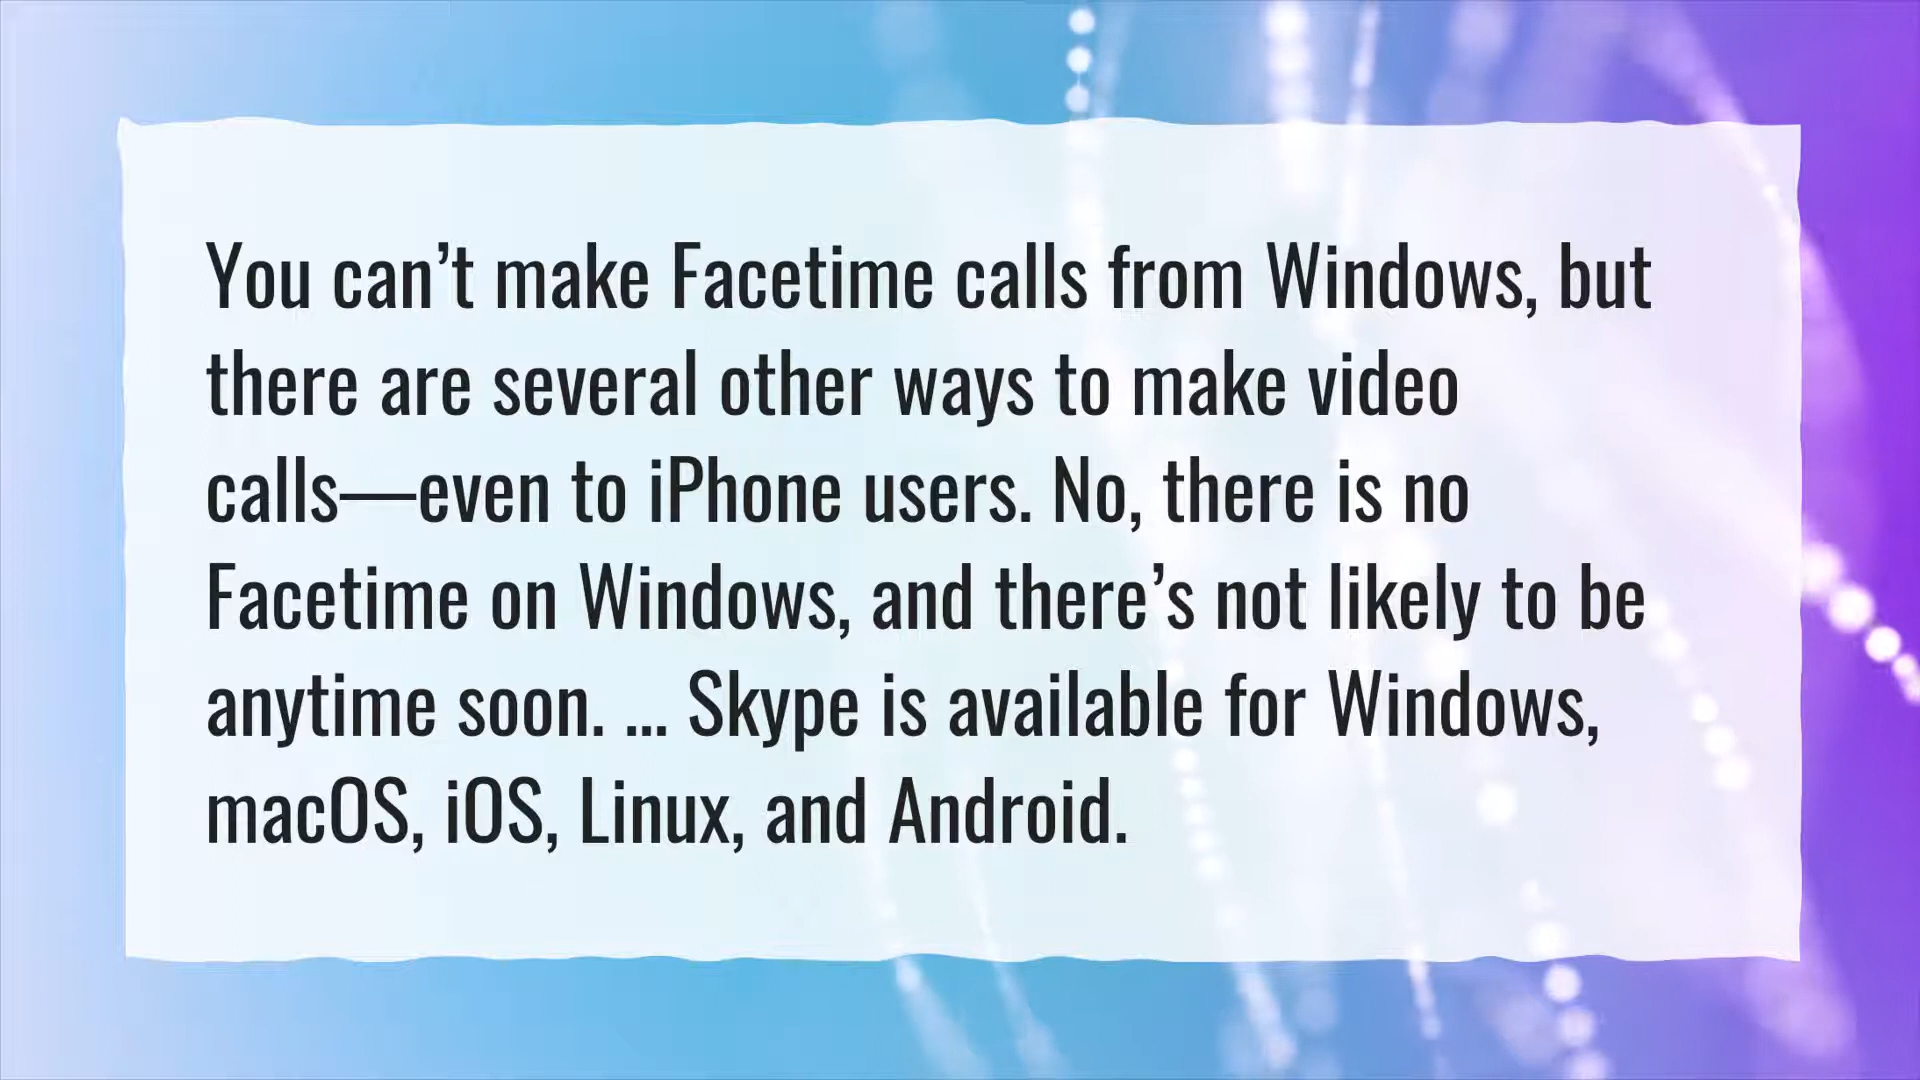 You can’t make Facetime calls from Windows, but
there are several other ways to make video
calls—even to iPhone users. No, there is no
Facetime on Windows, and there’s not likely to be
anytime soon. ... Skype is available for Windows,
macOS, iOS, Linux, and Android.